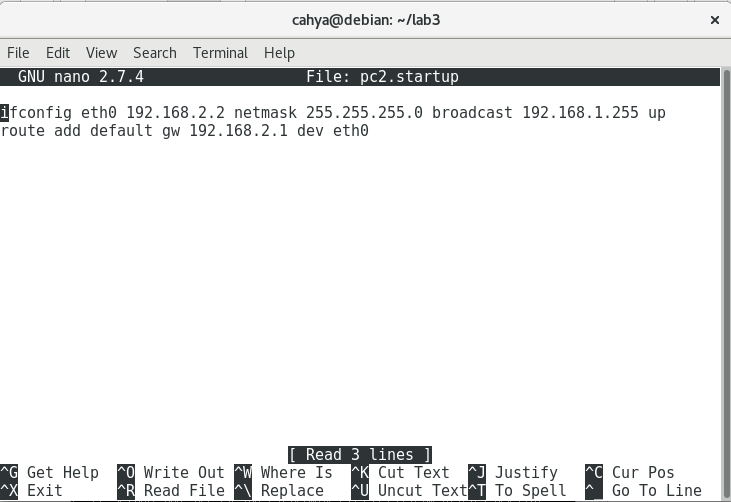 cahya@debian: ~/lab3
File Edit View Search Terminal Help
GNU nano 2.7.4 File: pc2.startup
ifconfig eth0 192.168.2.2 netmask 255.255.255.0 broadcast 192.168.1.255 up
route add default gw 192.168.2.1 dev eth0
[ Read 3 lines ]
^G Get Help ^O Write Out ^W Where Is ^K Cut Text ^J Justify ^C Cur Pos
^X Exit ^R Read File ^\ Replace ^U Uncut Text^T To Spell ^_ Go To Line